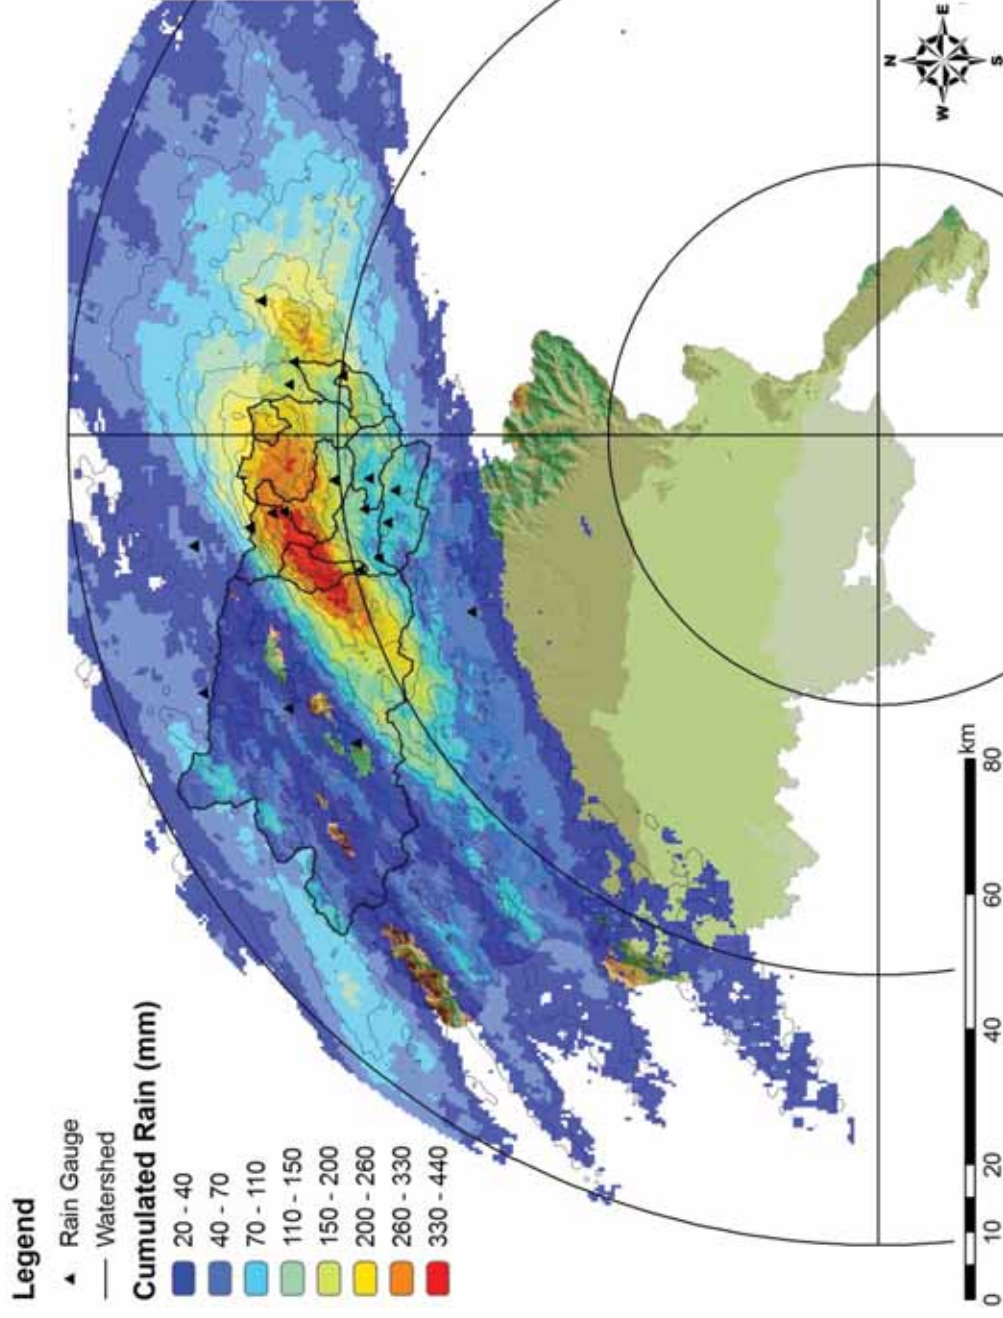 Legend
Rain Gauge
Watershed
Cumulated Rain (mm)
20 - 40
40 - 70
70 - 110
110 - 150
150 - 200
200 - 260
260 - 330
330 - 440
0 10 20 40 60 80
km
N
E
S
W